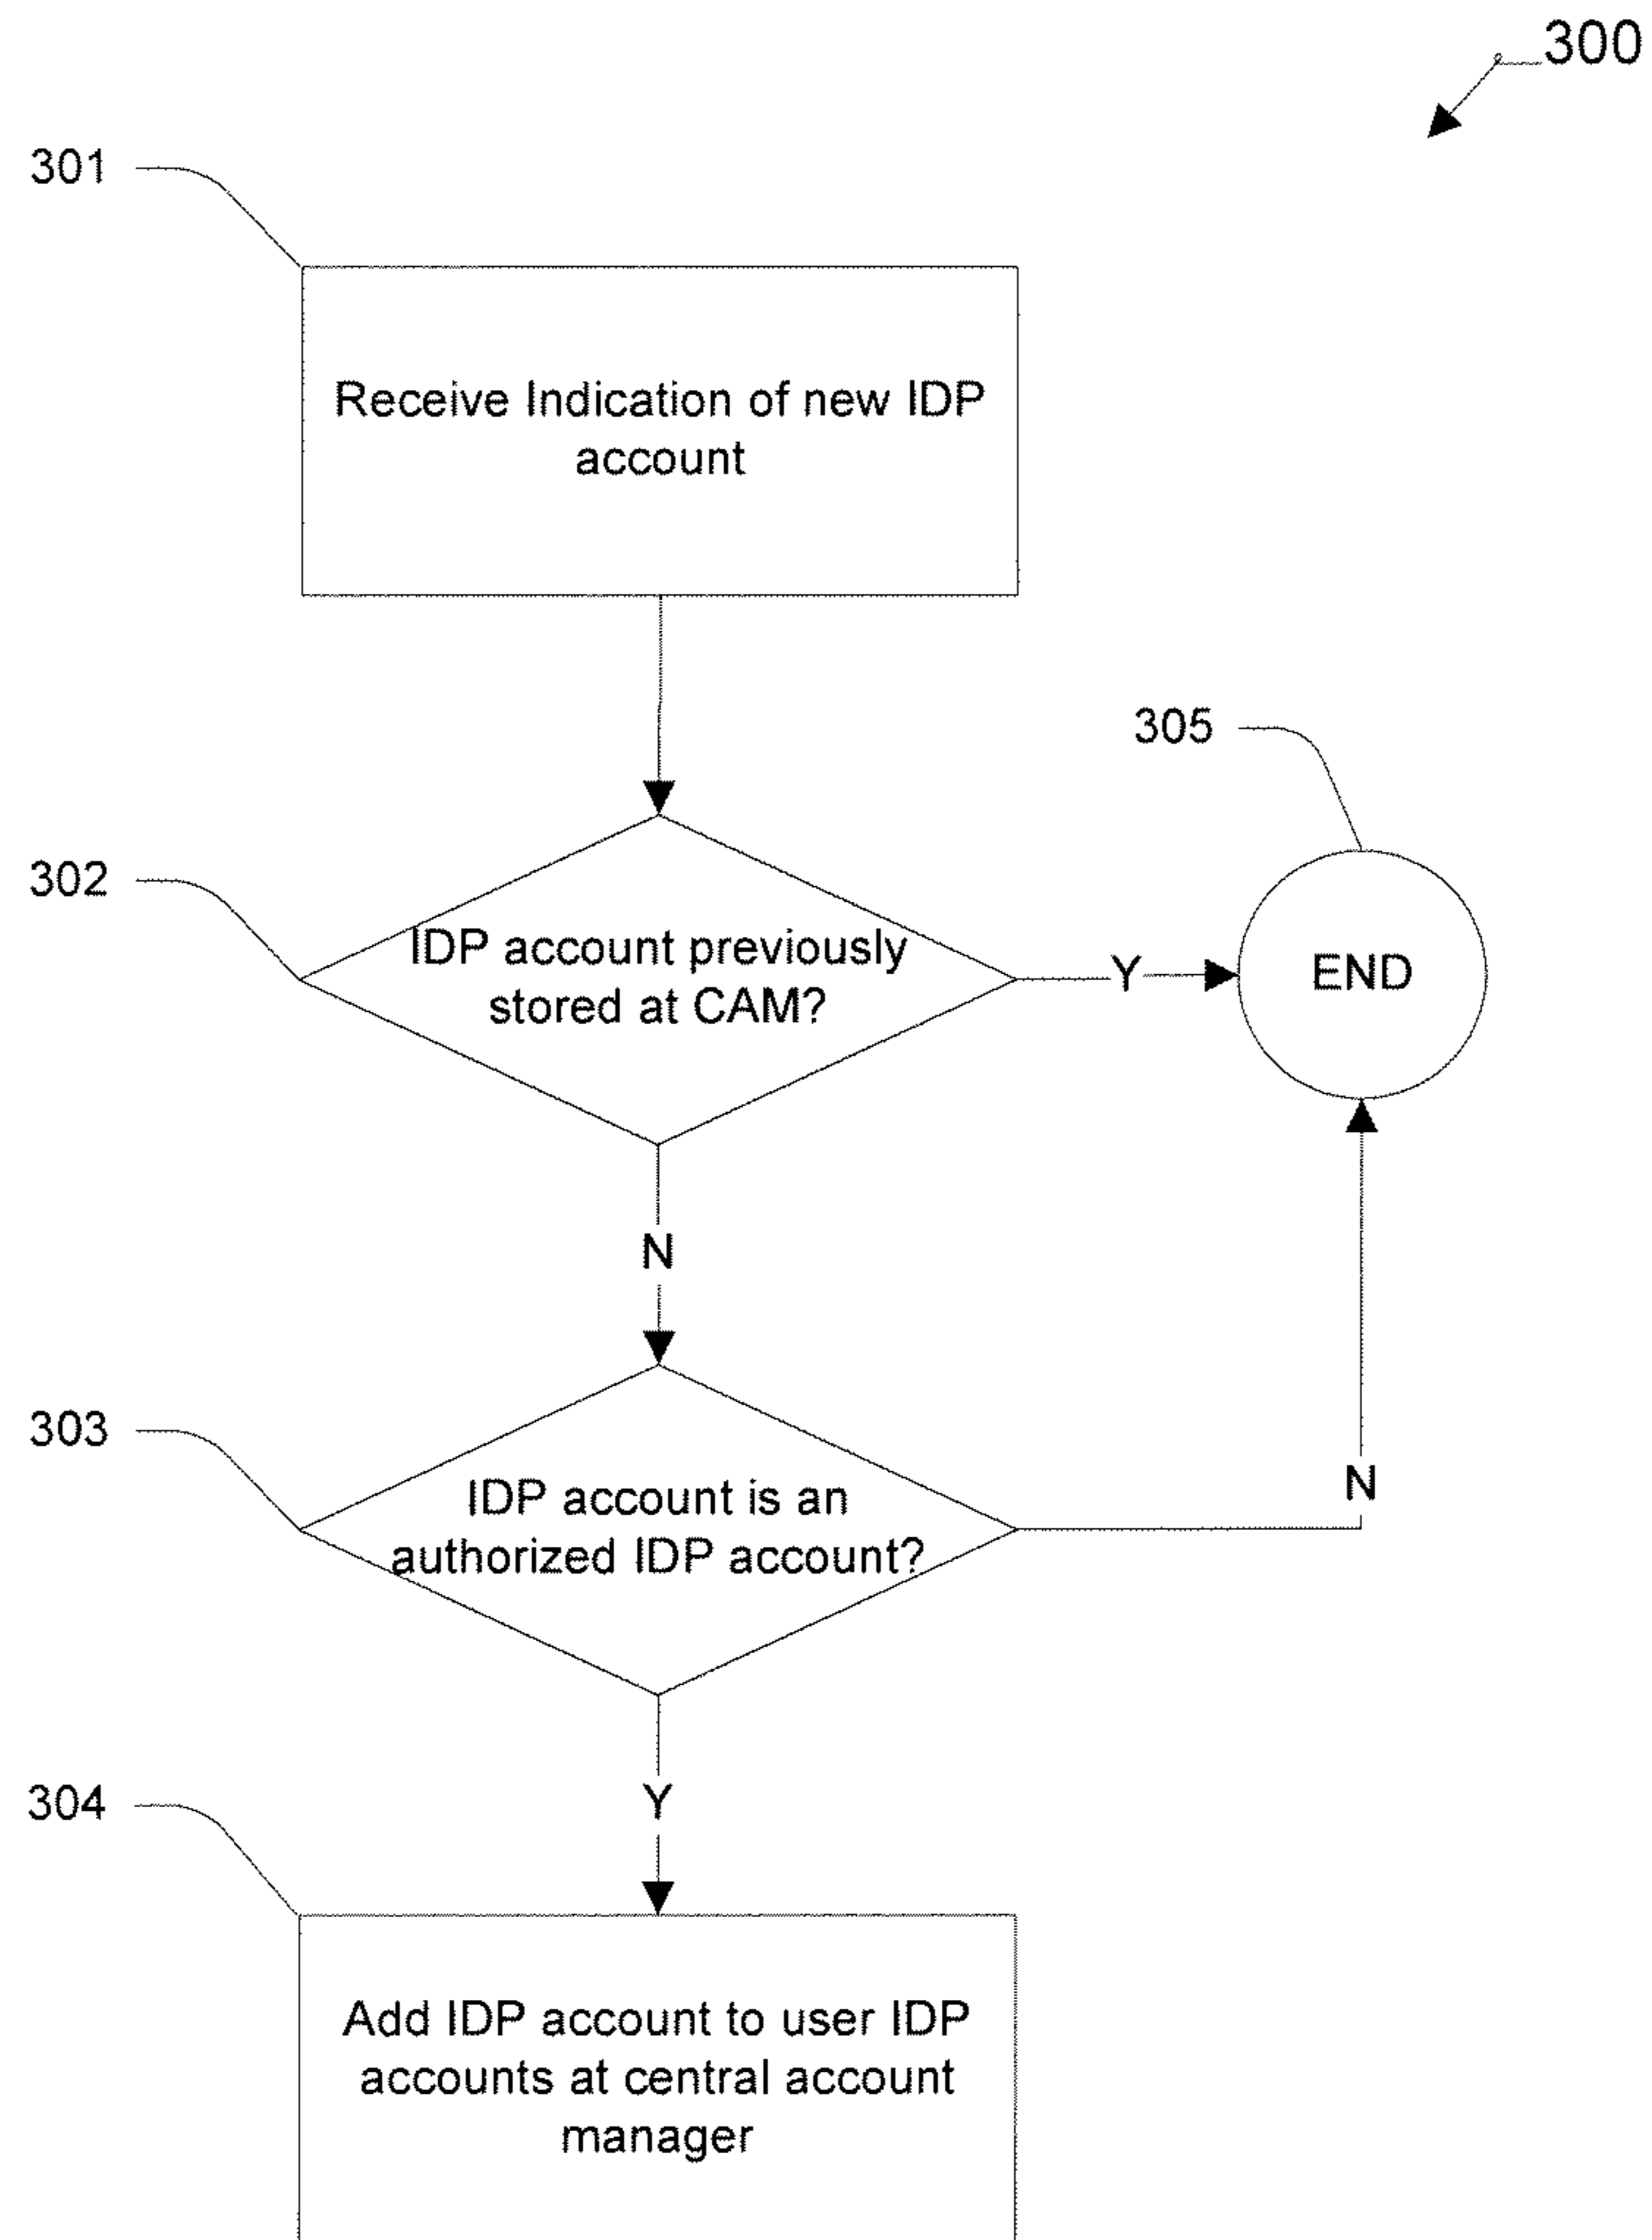 300
301
Receive Indication of new IDP
account
305
302
IDP account previously
stored at CAM?
Y
END
N
303
IDP account is an
authorized IDP account?
N
Y
304
Add IDP account to user IDP
accounts at central account
manager